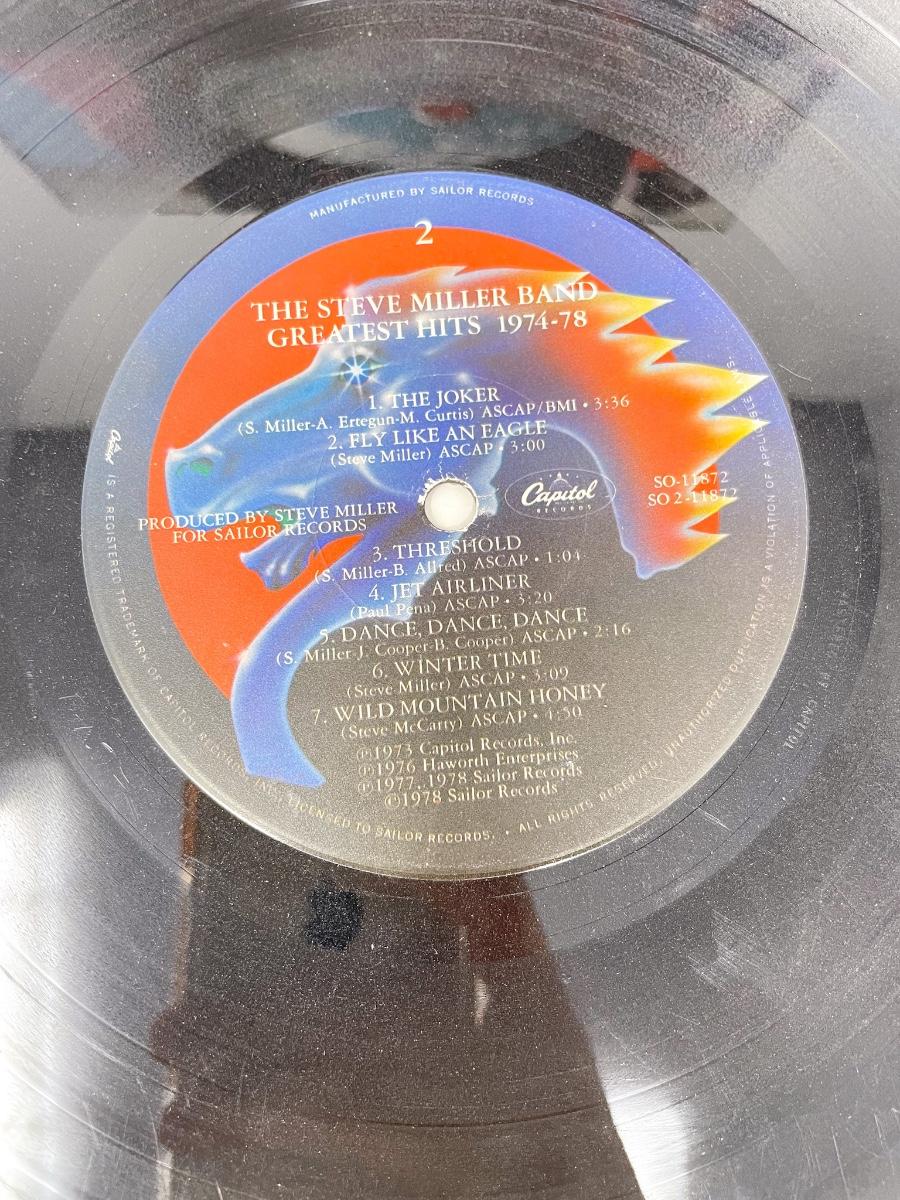 MANUFACTURED BY SAILOR RECORDS
2
THE STEVE MILLER BAND
GREATEST HITS 1974-78
1. THE JOKER
(S. Miller-A. Ertegun-M. Curtis) ASCAP/BMI • 3:36
2. FLY LIKE AN EAGLE
(Steve Miller) ASCAP • 3:00
Capitol
RECORDS
SO-11872
SO 2-11872
PRODUCED BY STEVE MILLER
FOR SAILOR RECORDS
3. THRESHOLD
(S. Miller-B. Allred) ASCAP • 1:04
4. JET AIRLINER
(Paul Pena) ASCAP • 3:20
5. DANCE, DANCE, DANCE
(S. Miller-J. Cooper-B. Cooper) ASCAP • 2:16
6. WINTER TIME
(Steve Miller) ASCAP • 3:09
7. WILD MOUNTAIN HONEY
(Steve McCarty) ASCAP • 4:50
℗1973 Capitol Records, Inc.
℗1976 Haworth Enterprises
℗1977, 1978 Sailor Records
©1978 Sailor Records
Capitol IS A REGISTERED TRADEMARK OF CAPITOL RECORDS, INC. LICENSED TO SAILOR RECORDS. • ALL RIGHTS RESERVED. UNAUTHORIZED DUPLICATION IS A VIOLATION OF APPLICABLE LAWS.
BY CAPITOL